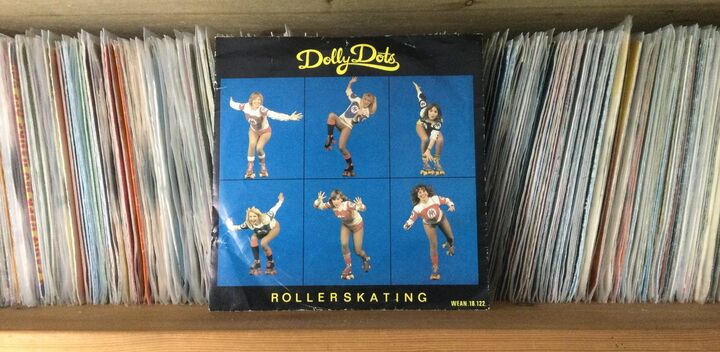 Dolly Dots
ROLLERSKATING
WEAN 18.122